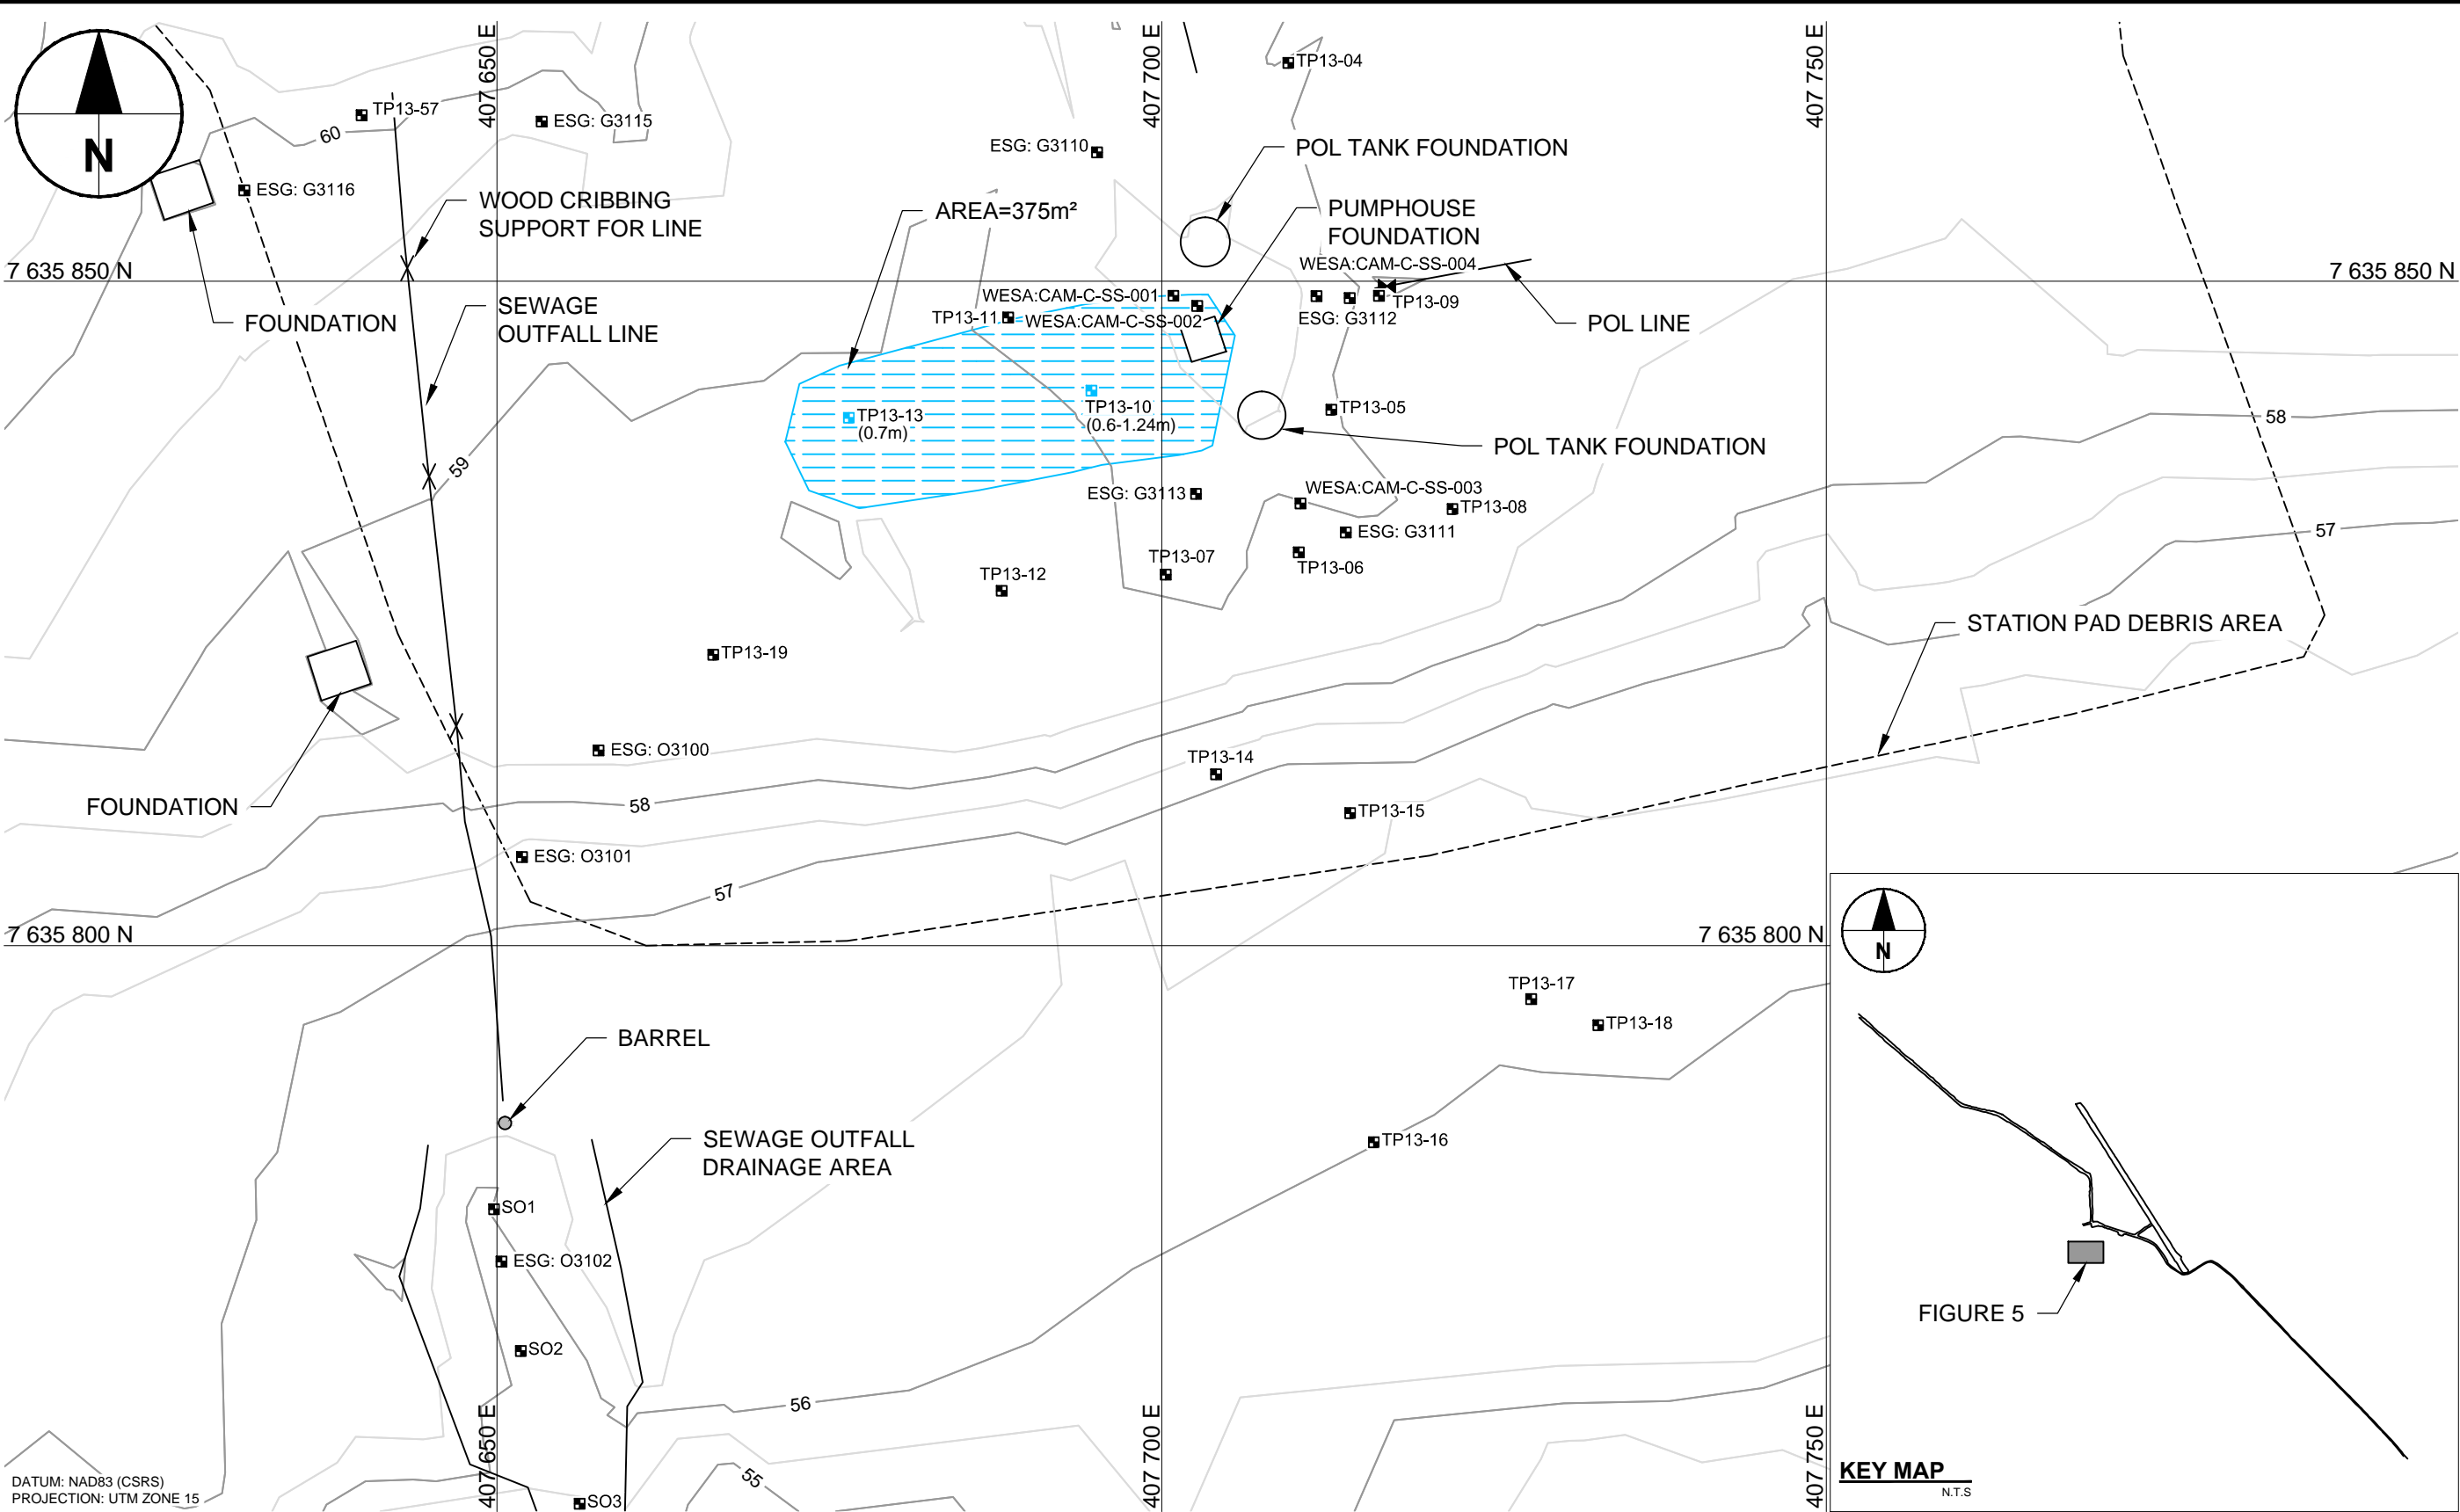 407 650 E
407 700 E
407 750 E
TP13-04
TP13-57
ESG: G3115
60
N
ESG: G3110
POL TANK FOUNDATION
ESG: G3116
WOOD CRIBBING
SUPPORT FOR LINE
AREA=375m²
PUMPHOUSE
FOUNDATION
WESA:CAM-C-SS-004
7 635 850 N
7 635 850 N
WESA:CAM-C-SS-001
TP13-09
SEWAGE
OUTFALL LINE
FOUNDATION
TP13-11
WESA:CAM-C-SS-002
ESG: G3112
POL LINE
TP13-13
(0.7m)
TP13-10
(0.6-1.24m)
TP13-05
58
POL TANK FOUNDATION
59
ESG: G3113
WESA:CAM-C-SS-003
TP13-08
ESG: G3111
57
TP13-07
TP13-06
TP13-12
STATION PAD DEBRIS AREA
TP13-19
ESG: O3100
TP13-14
FOUNDATION
58
TP13-15
ESG: O3101
57
7 635 800 N
7 635 800 N
N
TP13-17
TP13-18
BARREL
SEWAGE OUTFALL
DRAINAGE AREA
TP13-16
SO1
ESG: O3102
FIGURE 5
SO2
56
407 650 E
407 700 E
407 750 E
55
DATUM: NAD83 (CSRS)
PROJECTION: UTM ZONE 15
SO3
KEY MAP
N.T.S